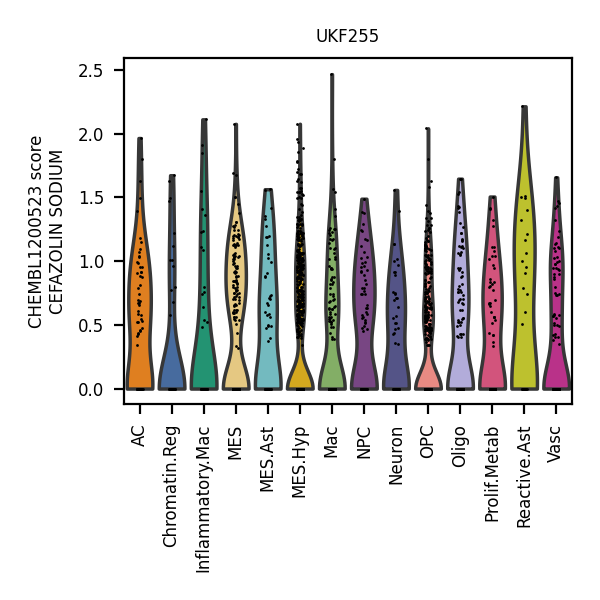 UKF255
CHEMBL1200523 score
CEFAZOLIN SODIUM
2.5
2.0
1.5
1.0
0.5
0.0
AC
Chromatin.Reg
Inflammatory.Mac
MES
MES.Ast
MES.Hyp
Mac
NPC
Neuron
OPC
Oligo
Prolif.Metab
Reactive.Ast
Vasc